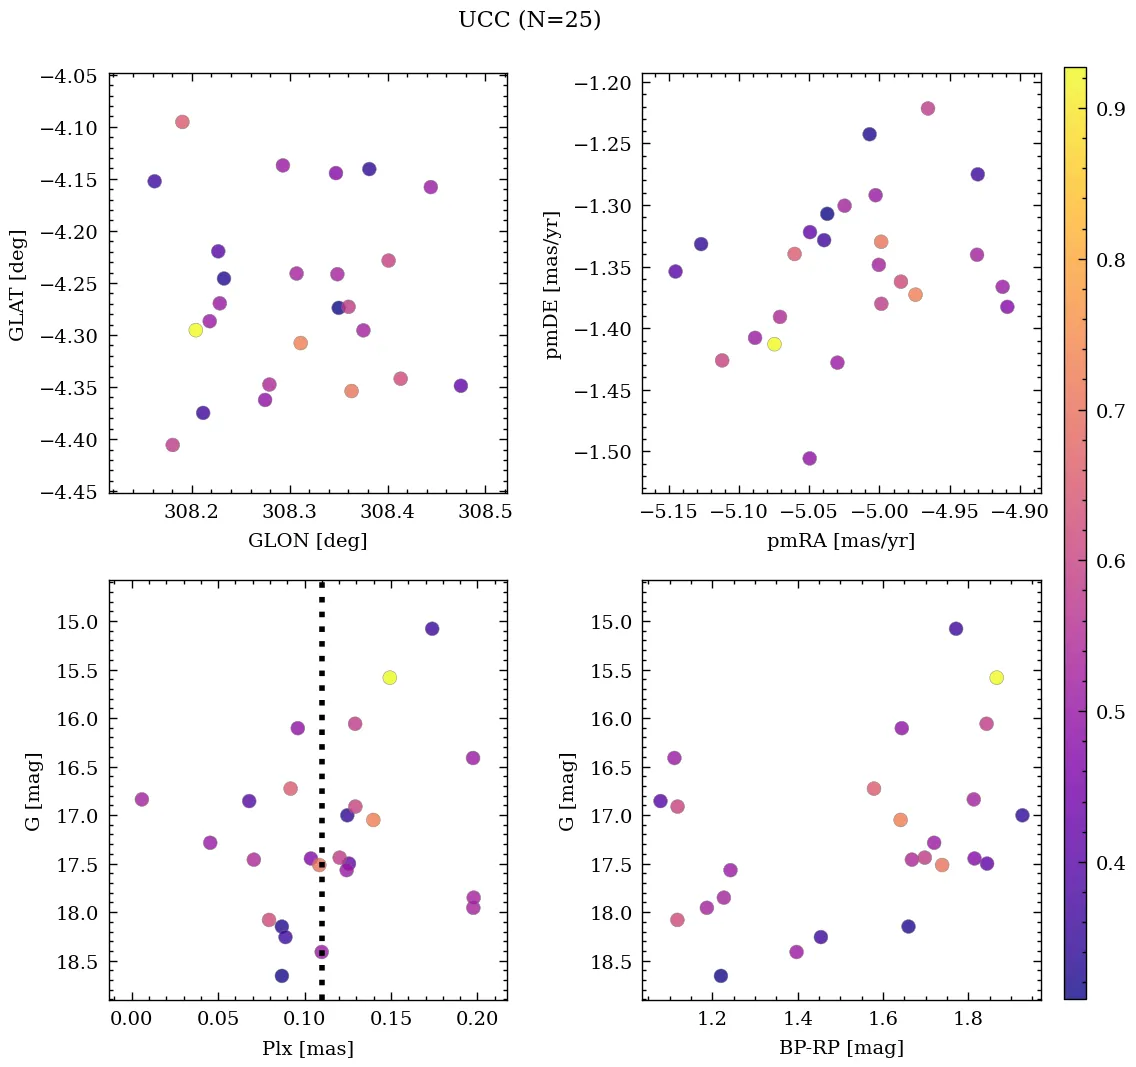 UCC (N=25)
−4.05
−4.10
−4.15
−4.20
−4.25
−4.30
−4.35
−4.40
−4.45
GLAT [deg]
308.2 308.3 308.4 308.5
GLON [deg]
−1.20
−1.25
−1.30
−1.35
−1.40
−1.45
−1.50
pmDE [mas/yr]
−5.15 −5.10 −5.05 −5.00 −4.95 −4.90
pmRA [mas/yr]
15.0
15.5
16.0
16.5
17.0
17.5
18.0
18.5
G [mag]
0.00 0.05 0.10 0.15 0.20
Plx [mas]
15.0
15.5
16.0
16.5
17.0
17.5
18.0
18.5
G [mag]
1.2 1.4 1.6 1.8
BP-RP [mag]
0.9
0.8
0.7
0.6
0.5
0.4